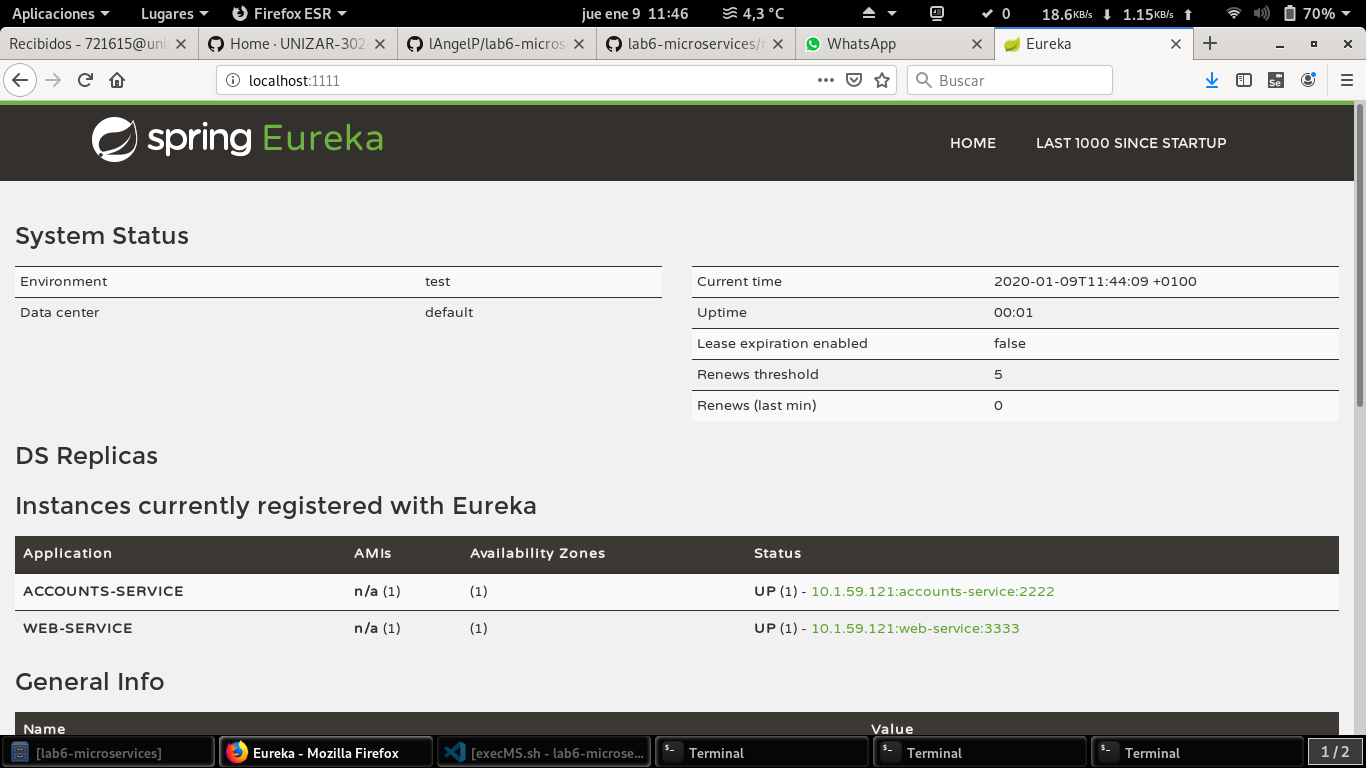 Aplicaciones Lugares Firefox ESR jue ene 9 11:46 4,3 °C 0 18.6KB/s 1.15KB/s 70%
Recibidos - 721615@uni Home · UNIZAR-302 lAngelP/lab6-micros lab6-microservices/r WhatsApp Eureka
localhost:1111 Buscar
spring Eureka HOME LAST 1000 SINCE STARTUP
System Status
Environment test Current time 2020-01-09T11:44:09 +0100
Data center default Uptime 00:01
Lease expiration enabled false
Renews threshold 5
Renews (last min) 0
DS Replicas
Instances currently registered with Eureka
Application AMIs Availability Zones Status
ACCOUNTS-SERVICE n/a (1) (1) UP (1) - 10.1.59.121:accounts-service:2222
WEB-SERVICE n/a (1) (1) UP (1) - 10.1.59.121:web-service:3333
General Info
Name Value
[lab6-microservices] Eureka - Mozilla Firefox [execMS.sh - lab6-microse... Terminal Terminal Terminal 1 / 2